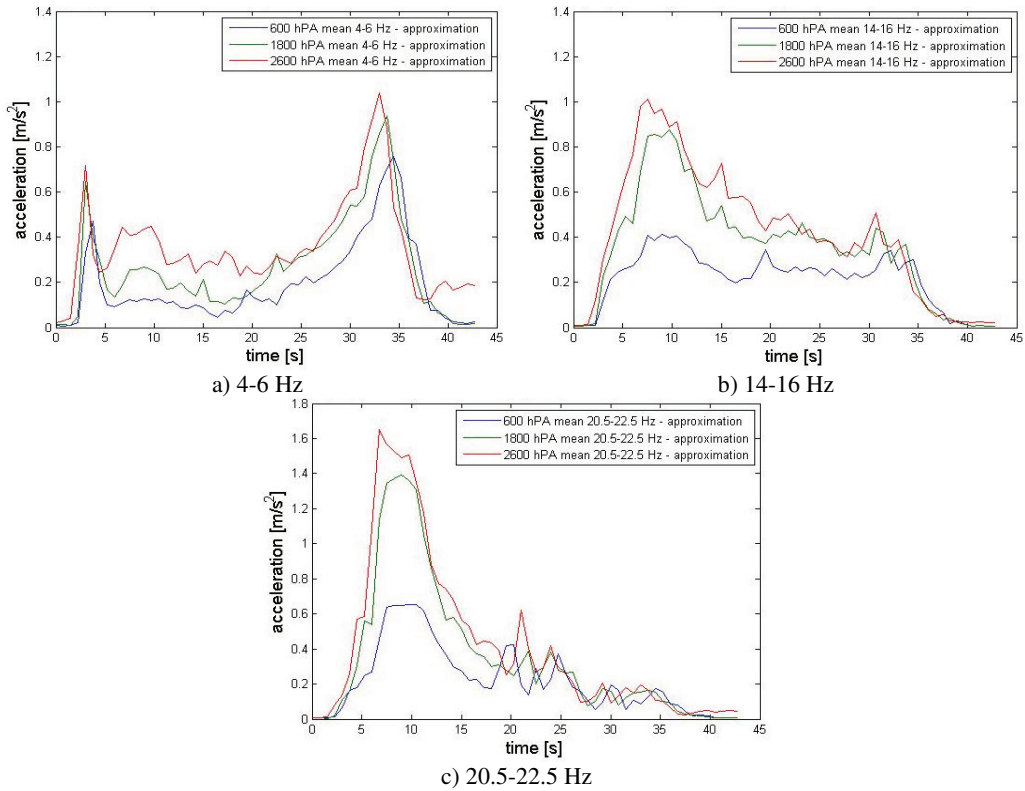 1.4
1.2
1
0.8
0.6
0.4
0.2
0
acceleration [m/s²]
600 hPA mean 4-6 Hz - approximation
1800 hPA mean 4-6 Hz - approximation
2600 hPA mean 4-6 Hz - approximation
0 5 10 15 20 25 30 35 40 45
time [s]
a) 4-6 Hz
1.4
1.2
1
0.8
0.6
0.4
0.2
0
acceleration [m/s²]
600 hPA mean 14-16 Hz - approximation
1800 hPA mean 14-16 Hz - approximation
2600 hPA mean 14-16 Hz - approximation
0 5 10 15 20 25 30 35 40 45
time [s]
b) 14-16 Hz
1.8
1.6
1.4
1.2
1
0.8
0.6
0.4
0.2
0
acceleration [m/s²]
600 hPA mean 20.5-22.5 Hz - approximation
1800 hPA mean 20.5-22.5 Hz - approximation
2600 hPA mean 20.5-22.5 Hz - approximation
0 5 10 15 20 25 30 35 40 45
time [s]
c) 20.5-22.5 Hz